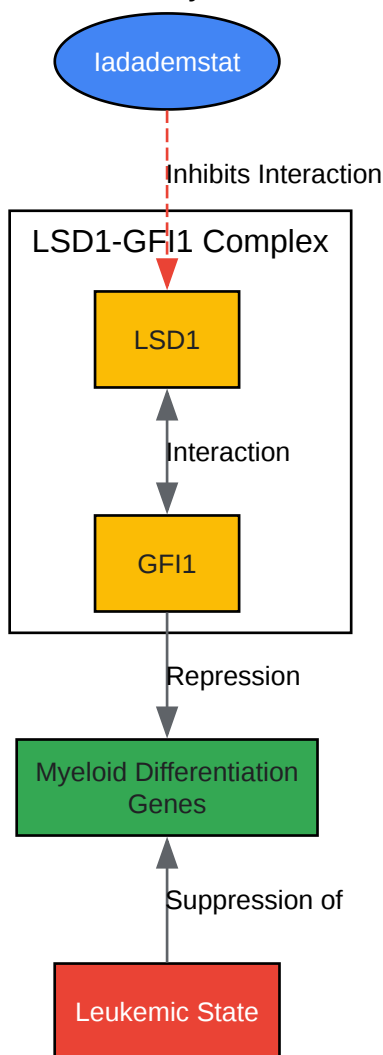 Iadademstat
Inhibits Interaction
LSD1-GFI1 Complex
LSD1
Interaction
GFI1
Repression
Myeloid Differentiation
Genes
Suppression of
Leukemic State